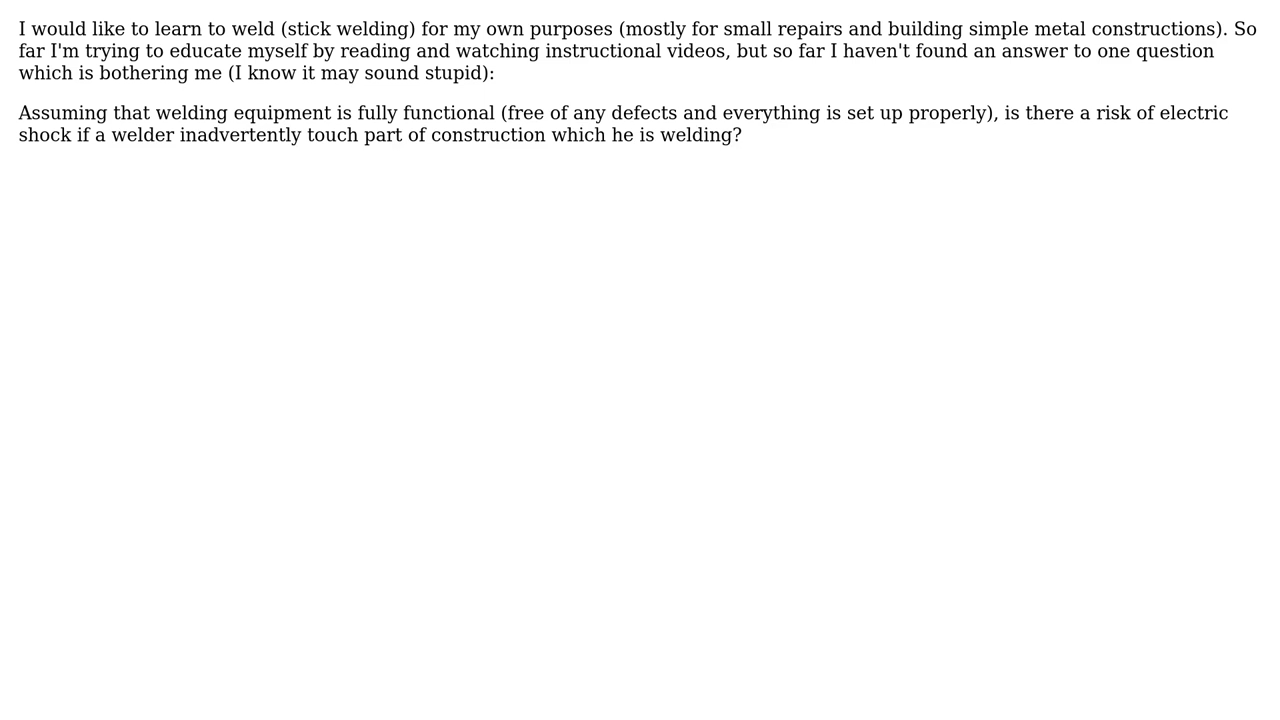 I would like to learn to weld (stick welding) for my own purposes (mostly for small repairs and building simple metal constructions). So
far I'm trying to educate myself by reading and watching instructional videos, but so far I haven't found an answer to one question
which is bothering me (I know it may sound stupid):
Assuming that welding equipment is fully functional (free of any defects and everything is set up properly), is there a risk of electric
shock if a welder inadvertently touch part of construction which he is welding?